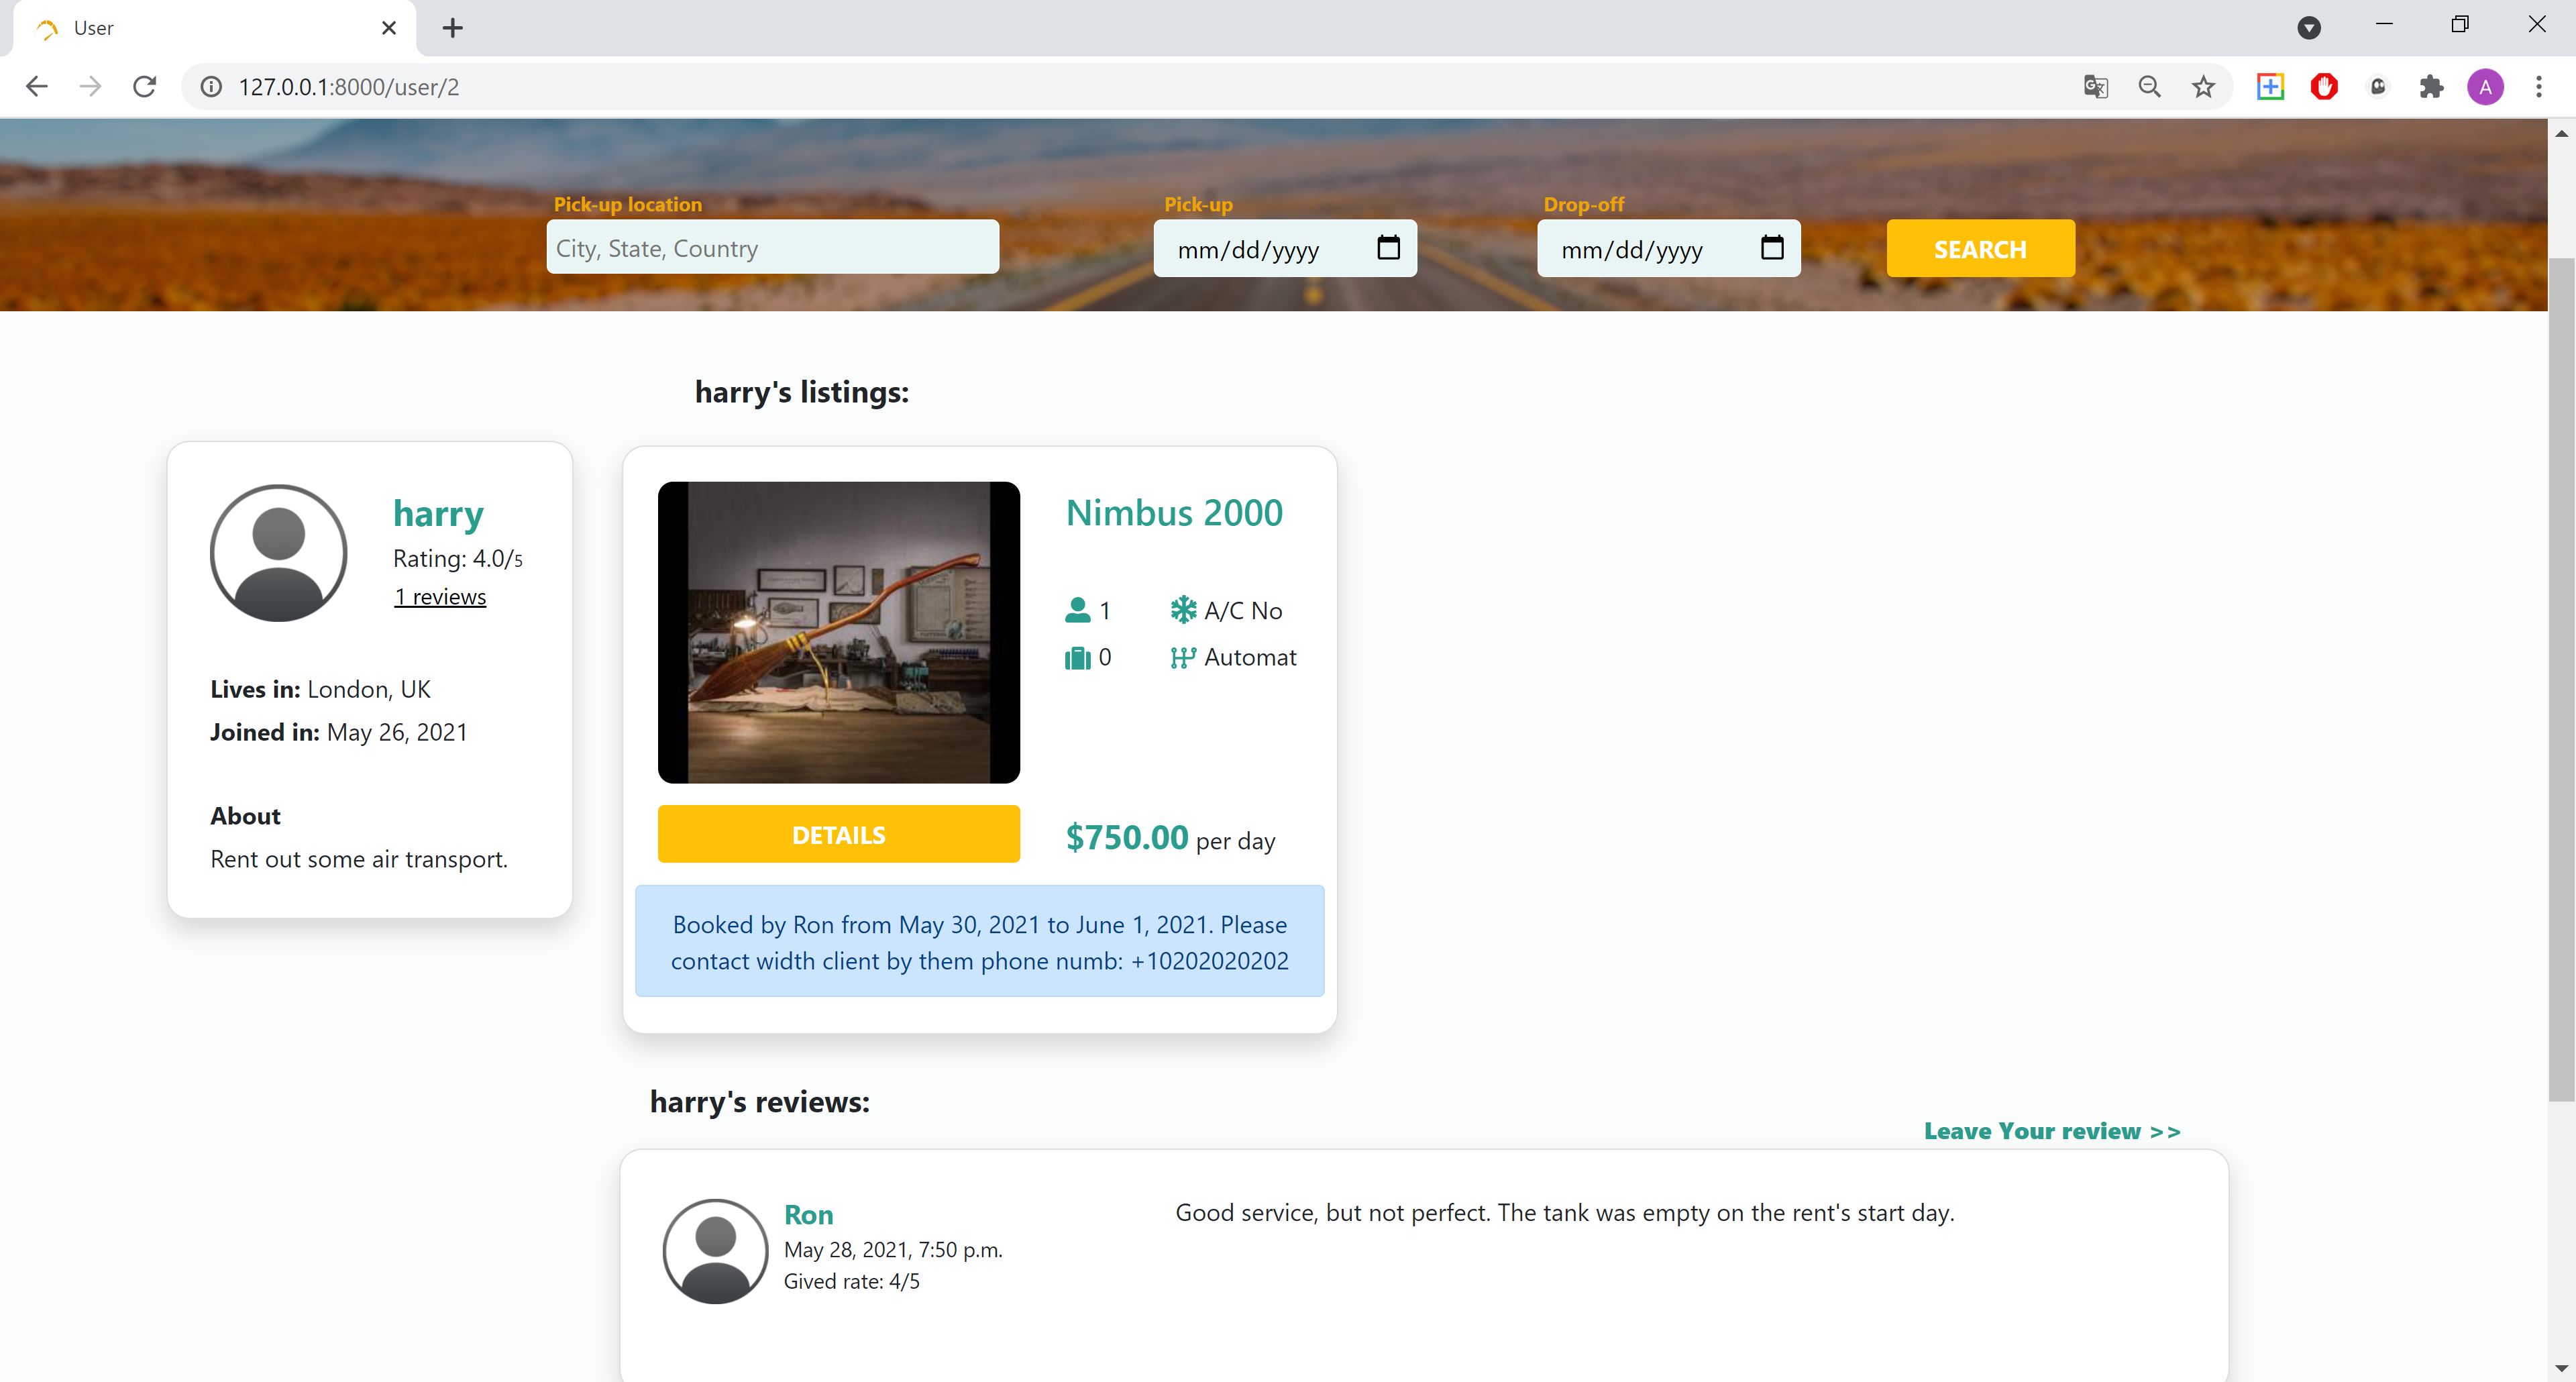 User
127.0.0.1:8000/user/2
A
Pick-up location
Pick-up
Drop-off
City, State, Country
mm/dd/yyyy
mm/dd/yyyy
SEARCH
harry's listings:
harry
Rating: 4.0/5
1 reviews
Lives in: London, UK
Joined in: May 26, 2021
About
Rent out some air transport.
Nimbus 2000
1
A/C No
0
Automat
DETAILS
$750.00 per day
Booked by Ron from May 30, 2021 to June 1, 2021. Please
contact width client by them phone numb: +10202020202
harry's reviews:
Leave Your review >>
Ron
May 28, 2021, 7:50 p.m.
Gived rate: 4/5
Good service, but not perfect. The tank was empty on the rent's start day.